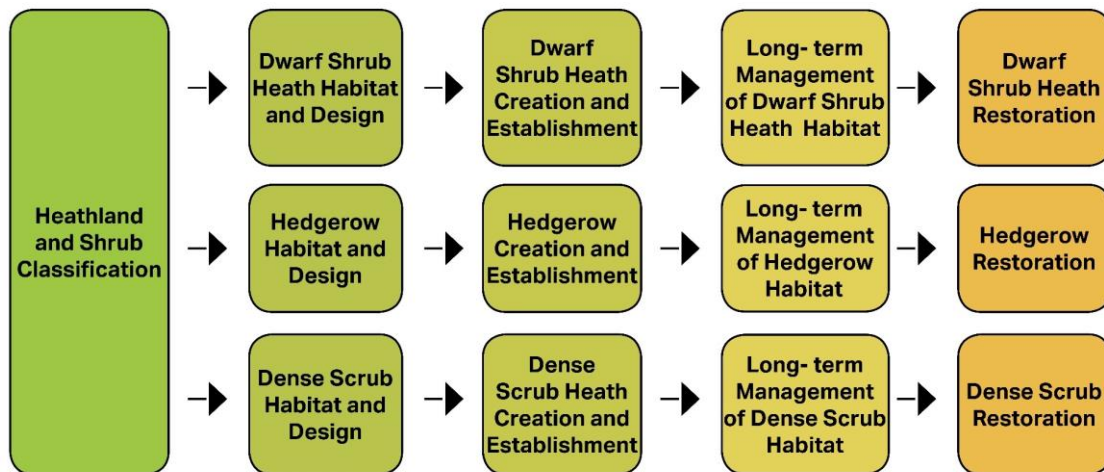 Heathland
and Shrub
Classification
Dwarf Shrub
Heath Habitat
and Design
Dwarf
Shrub Heath
Creation and
Establishment
Long- term
Management
of Dwarf Shrub
Heath Habitat
Dwarf
Shrub Heath
Restoration
Hedgerow
Habitat and
Design
Hedgerow
Creation and
Establishment
Long- term
Management
of Hedgerow
Habitat
Hedgerow
Restoration
Dense Scrub
Habitat and
Design
Dense
Scrub Heath
Creation and
Establishment
Long- term
Management
of Dense Scrub
Habitat
Dense Scrub
Restoration